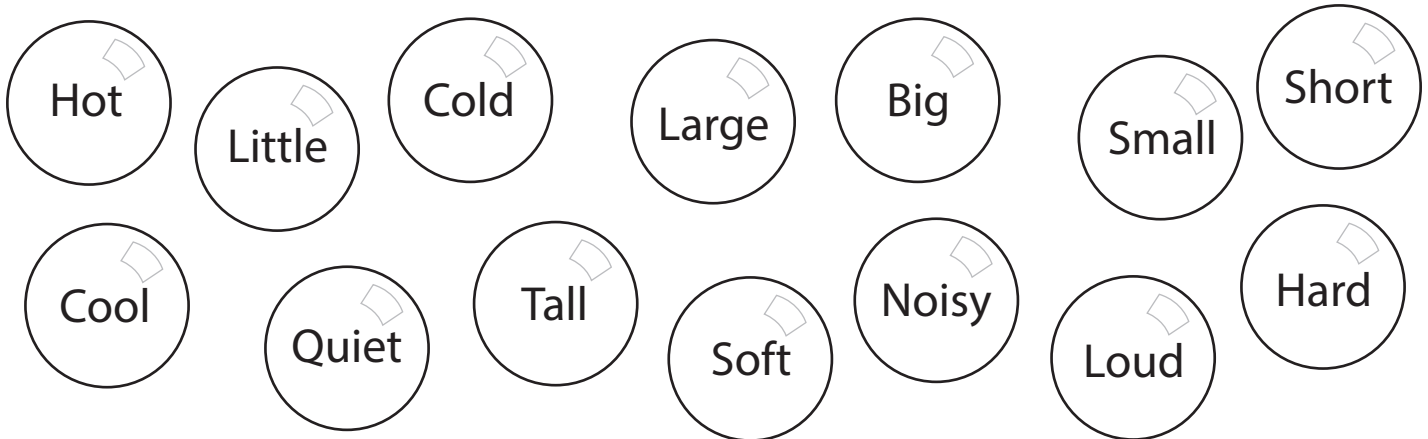 Hot
Little
Cold
Large
Big
Small
Short
Cool
Quiet
Tall
Soft
Noisy
Loud
Hard